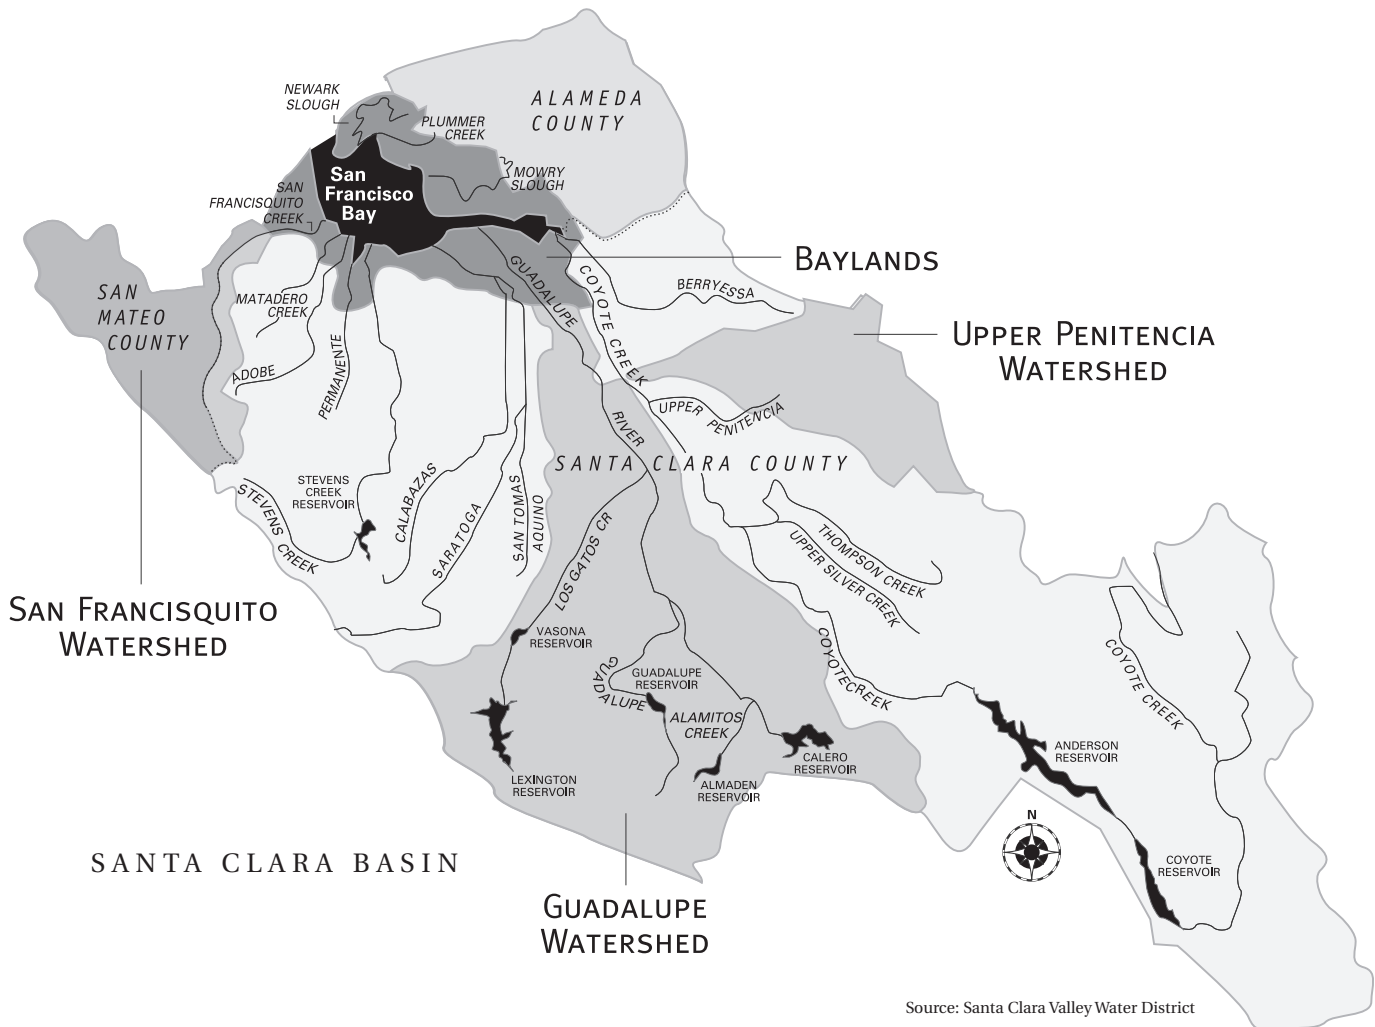 NEWARK
SLOUGH
ALAMEDA
COUNTY
PLUMMER
CREEK
MOWRY
SLOUGH
San
Francisco
Bay
SAN
FRANCISQUITO
CREEK
BAYLANDS
GUADALUPE
COYOTE CREEK
BERRYESSA
SAN
MATEO
COUNTY
MATADERO
CREEK
UPPER PENITENCIA
WATERSHED
ADOBE
PERMANENTE
UPPER PENITENCIA
RIVER
SANTA CLARA COUNTY
STEVENS
CREEK
RESERVOIR
STEVENS CREEK
CALABAZAS
SARATOGA
SAN TOMAS
AQUINO
LOS GATOS CR
THOMPSON CREEK
UPPER SILVER CREEK
SAN FRANCISQUITO
WATERSHED
VASONA
RESERVOIR
GUADALUPE
GUADALUPE
RESERVOIR
COYOTECREEK
COYOTE CREEK
ALAMITOS
CREEK
ANDERSON
RESERVOIR
CALERO
RESERVOIR
LEXINGTON
RESERVOIR
ALMADEN
RESERVOIR
N
SANTA CLARA BASIN
COYOTE
RESERVOIR
GUADALUPE
WATERSHED
Source: Santa Clara Valley Water District